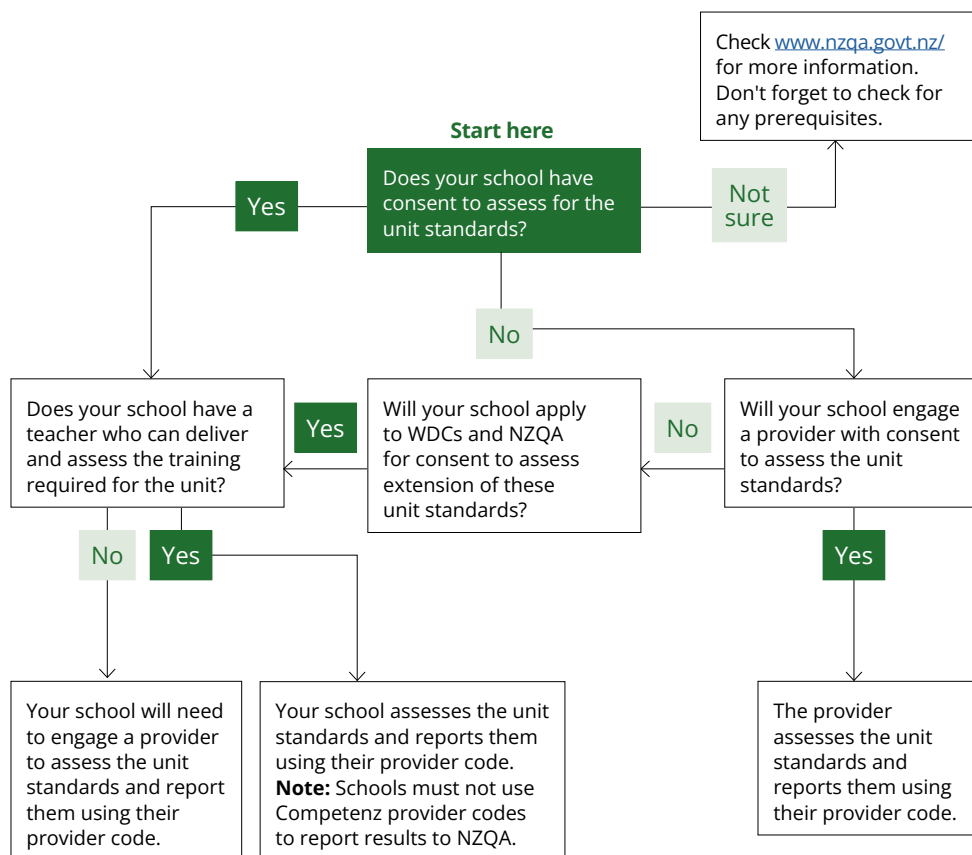 Check www.nzqa.govt.nz/
for more information.
Don't forget to check for
any prerequisites.
Start here
Does your school have
consent to assess for the
unit standards?
Yes
Not
sure
No
Does your school have a
teacher who can deliver
and assess the training
required for the unit?
Yes
Will your school apply
to WDCs and NZQA
for consent to assess
extension of these
unit standards?
No
Will your school engage
a provider with consent
to assess the unit
standards?
No
Yes
Yes
Your school will need
to engage a provider
to assess the unit
standards and report
them using their
provider code.
Your school assesses the unit
standards and reports them
using their provider code.
Note: Schools must not use
Competenz provider codes
to report results to NZQA.
The provider
assesses the unit
standards and
reports them using
their provider code.